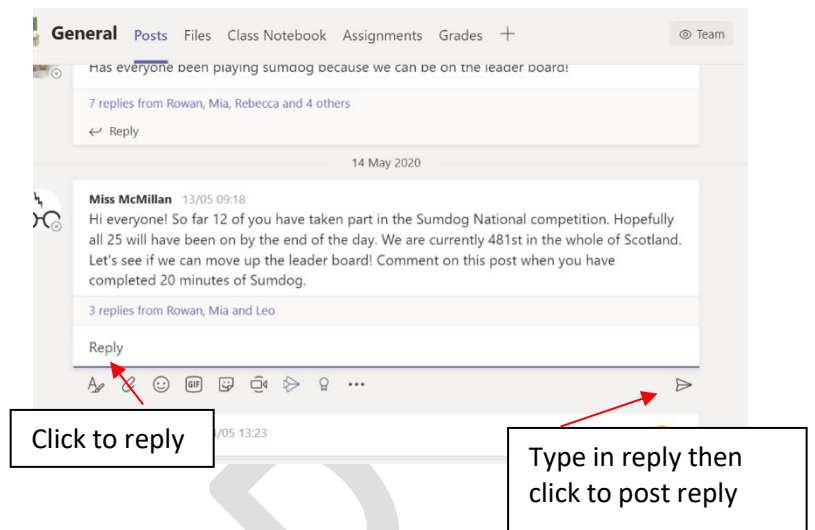 General Posts Files Class Notebook Assignments Grades + Team
Has everyone been playing sumdog because we can be on the leader board!
7 replies from Rowan, Mia, Rebecca and 4 others
Reply
14 May 2020
Miss McMillan 13/05 09:18
Hi everyone! So far 12 of you have taken part in the Sumdog National competition. Hopefully
all 25 will have been on by the end of the day. We are currently 481st in the whole of Scotland.
Let's see if we can move up the leader board! Comment on this post when you have
completed 20 minutes of Sumdog.
3 replies from Rowan, Mia and Leo
Reply
GIF
Click to reply
/05 13:23
Type in reply then
click to post reply